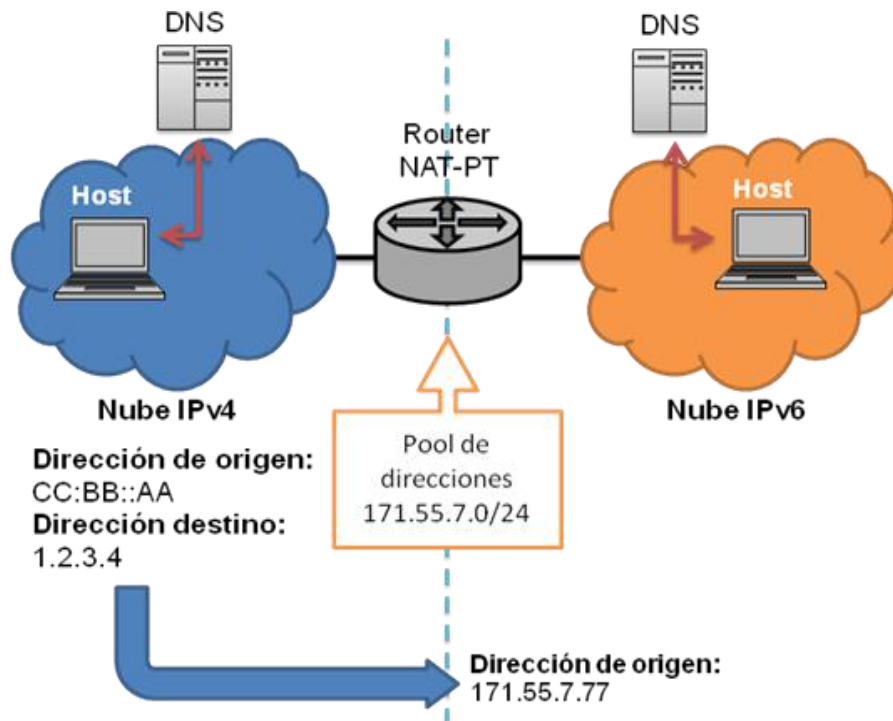 DNS
DNS
Router
NAT-PT
Host
Host
Nube IPv4
Nube IPv6
Pool de
direcciones
171.55.7.0/24
Dirección de origen:
CC:BB::AA
Dirección destino:
1.2.3.4
Dirección de origen:
171.55.7.77